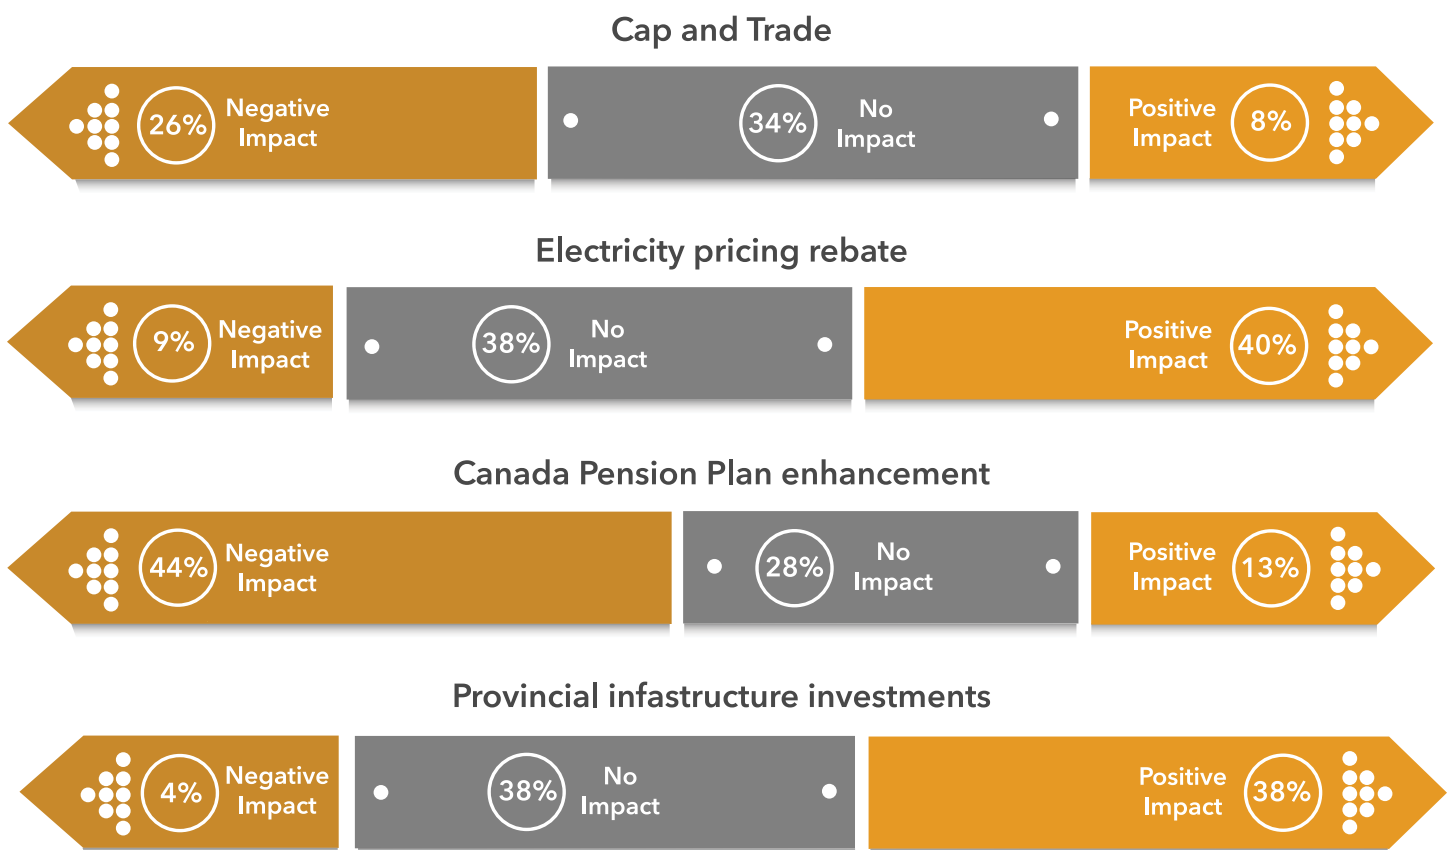 Cap and Trade
26%
Negative
Impact
34%
No
Impact
Positive
Impact
8%
Electricity pricing rebate
9%
Negative
Impact
38%
No
Impact
Positive
Impact
40%
Canada Pension Plan enhancement
44%
Negative
Impact
28%
No
Impact
Positive
Impact
13%
Provincial infastructure investments
4%
Negative
Impact
38%
No
Impact
Positive
Impact
38%